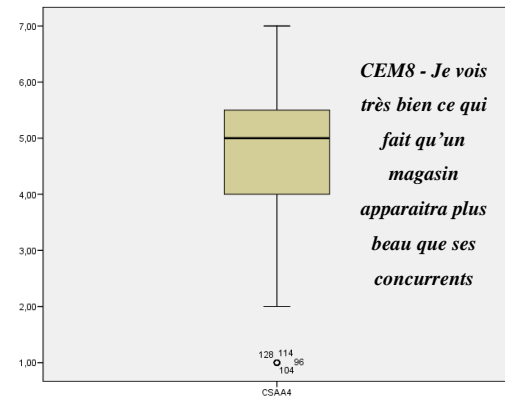 7,00
6,00
5,00
4,00
3,00
2,00
1,00
CEM8 - Je vois
très bien ce qui
fait qu’un
magasin
apparaitra plus
beau que ses
concurrents
128 114
96
104
CSAA4